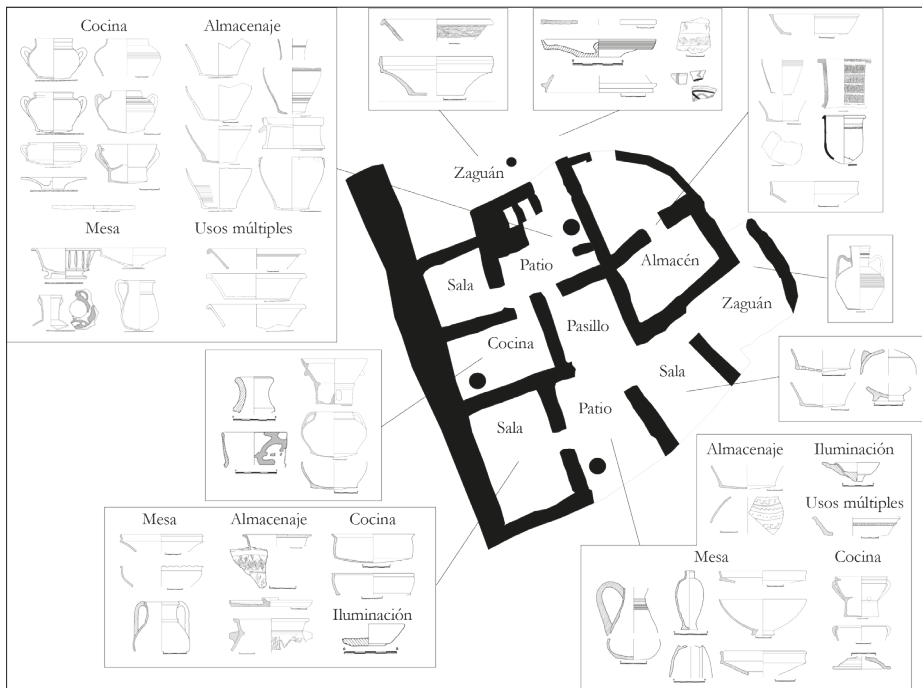 Cocina
Almacenaje
Mesa
Usos múltiples
Zaguán
Sala
Patio
Almacén
Zaguán
Cocina
Pasillo
Sala
Sala
Patio
Mesa
Almacenaje
Cocina
Iluminación
Almacenaje
Iluminación
Usos múltiples
Mesa
Cocina